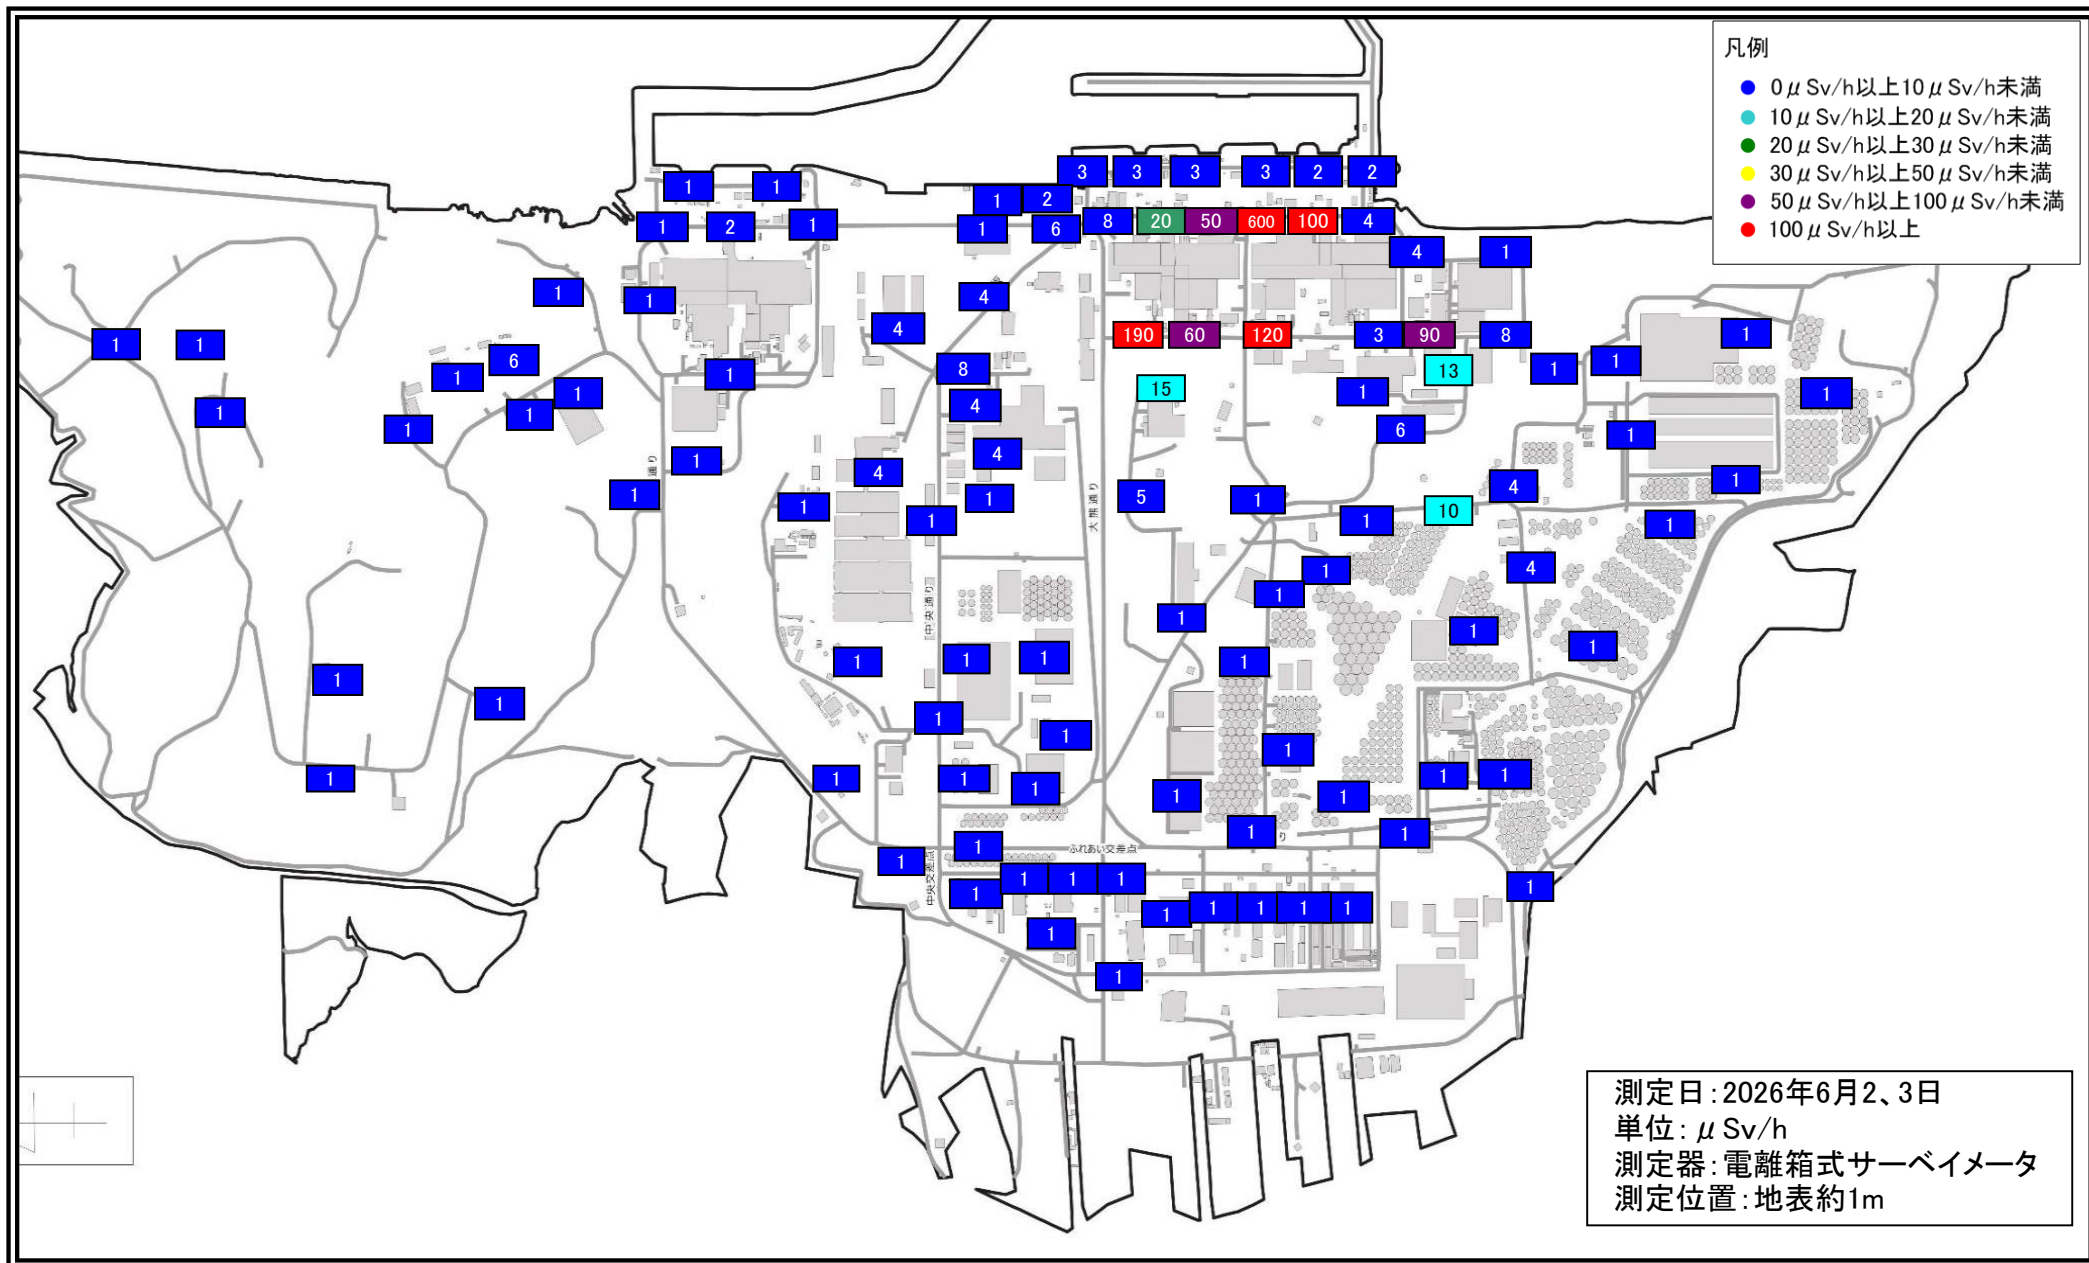 凡例
0μSv/h以上10μSv/h未満
10μSv/h以上20μSv/h未満
20μSv/h以上30μSv/h未満
30μSv/h以上50μSv/h未満
50μSv/h以上100μSv/h未満
100μSv/h以上
3 3 3 3 2 2
1 1 1 2
1 2 1 1 6 8 20 50 600 100 4
4 1
1 1 4
4
190 60 120 3 90 8
1 1 1 1 1
6 1 1 8 15 13
1 1 1 4 1 1
1 1 6 1
通り
1 4 4
1 1 1 1 大熊通り 5 1 4 1
1 10 1
1 4
1
中央通り
1 1
1 1 1 1 1
1 1
1 1
1 1
1 1 1 1 1 1 1 1
1 1
り
1 1 ふれあい交差点
中央交差点
1 1 1 1 1
1 1 1 1 1
1
1
測定日:2026年6月2、3日
単位:μSv/h
測定器:電離箱式サーベイメータ
測定位置:地表約1m